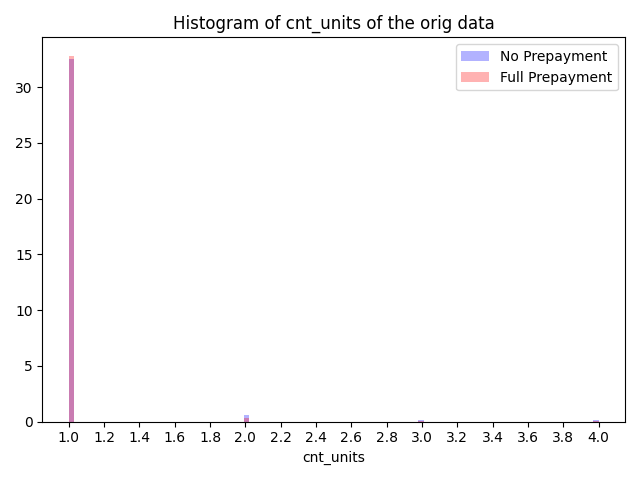 Histogram of cnt_units of the orig data
No Prepayment
Full Prepayment
30
25
20
15
10
5
0
1.0 1.2 1.4 1.6 1.8 2.0 2.2 2.4 2.6 2.8 3.0 3.2 3.4 3.6 3.8 4.0
cnt_units